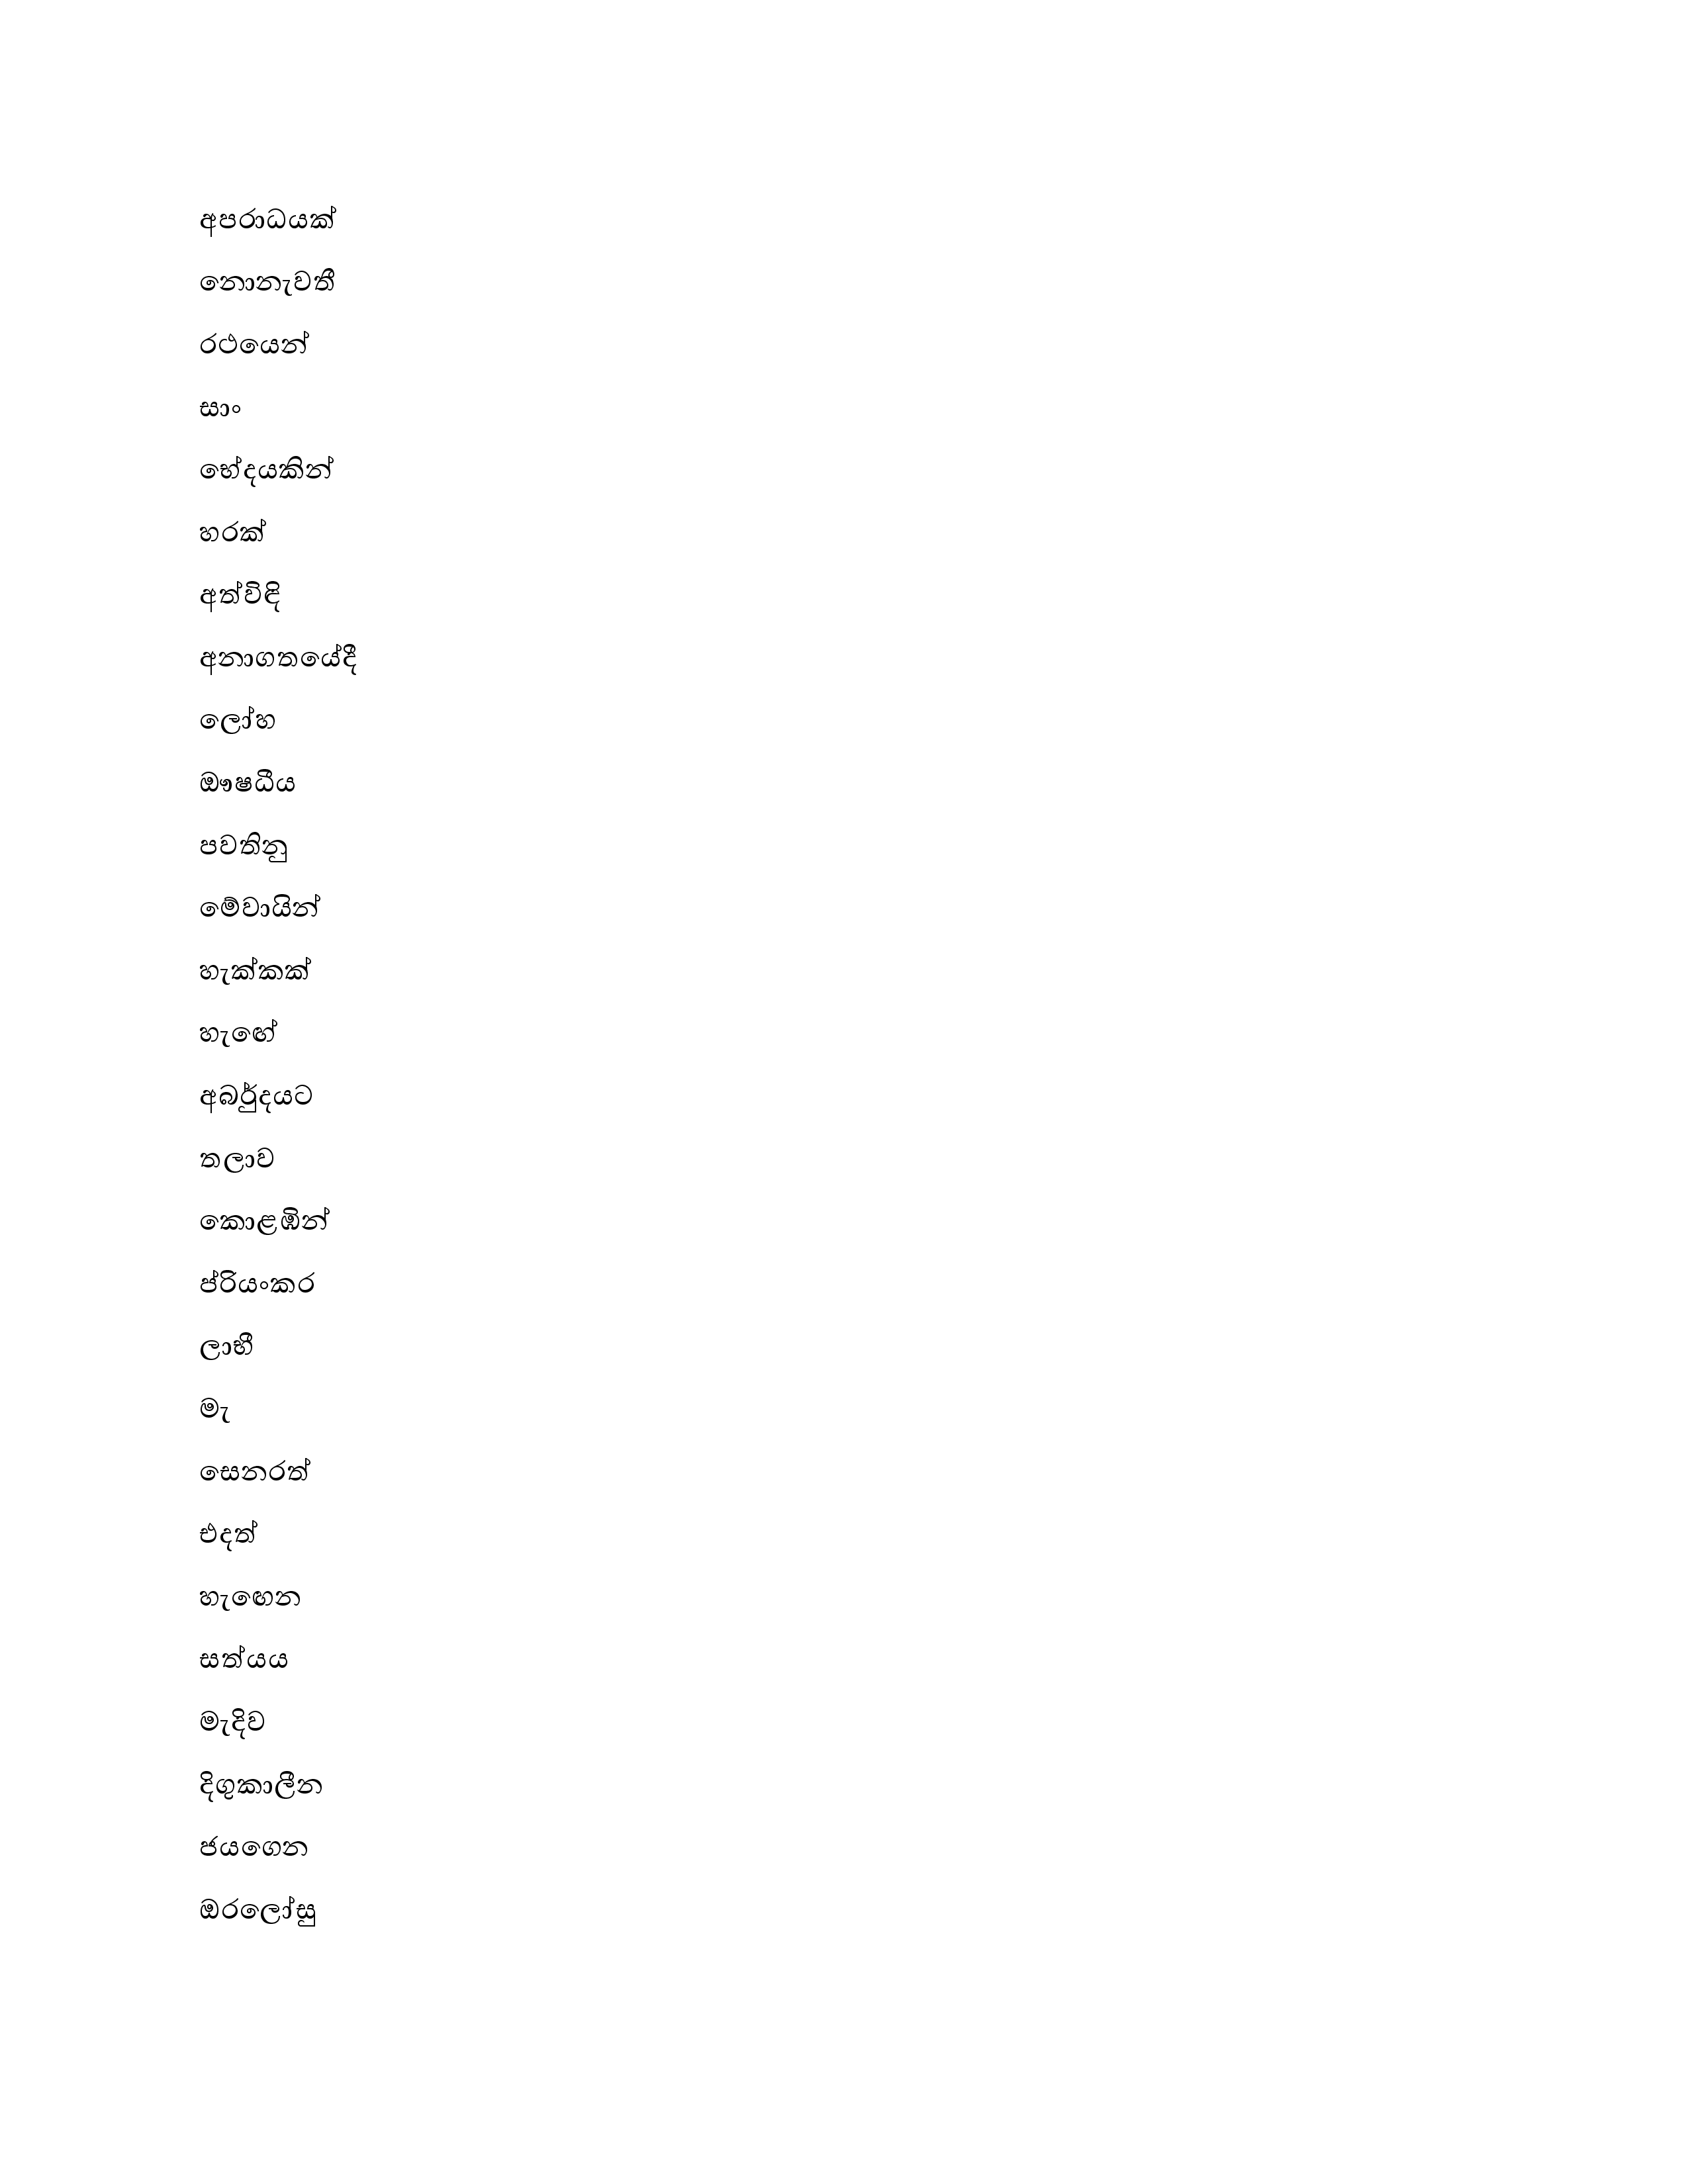 අපරාධයක්
නොනැවතී
රථයෙන්
සාං
භේදයකින්
හරක්
අත්විඳි
අනාගතයේදී
ලෝහ
ඖෂධීය
පවතිනු
මේවායින්
හැක්කක්
හැඟේ
අර්බුදයට
තලාව
කොළඹින්
ප්රියංකර
ලාභී
මැ
සෙනරත්
එදත්
හැඟෙන
සත්යය
මැදිව
දිගුකාලීන
ජයගෙන
ඔරලෝසු